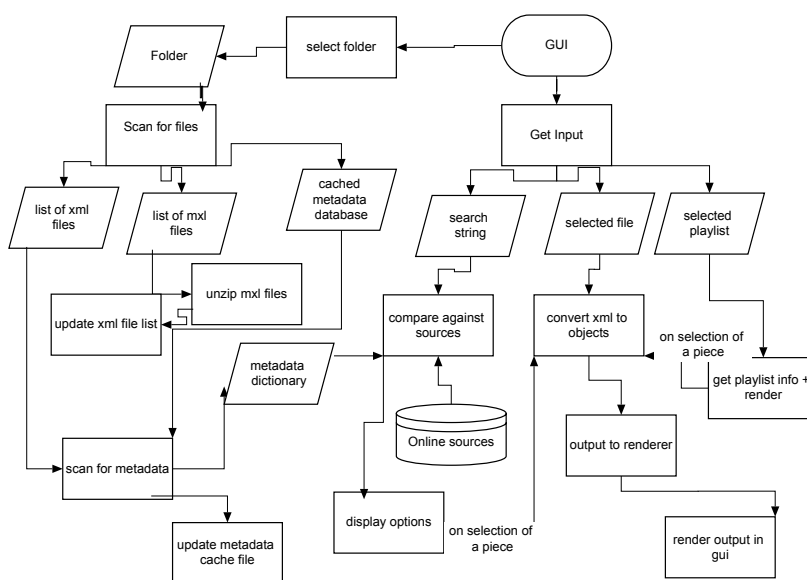 GUI
select folder
Folder
Scan for files
Get Input
list of xml
files
list of mxl
files
cached
metadata
database
search
string
selected file
selected
playlist
unzip mxl files
update xml file list
compare against
sources
convert xml to
objects
on selection of
a piece
get playlist info +
render
metadata
dictionary
Online sources
output to renderer
scan for metadata
display options
on selection of
a piece
update metadata
cache file
render output in
gui